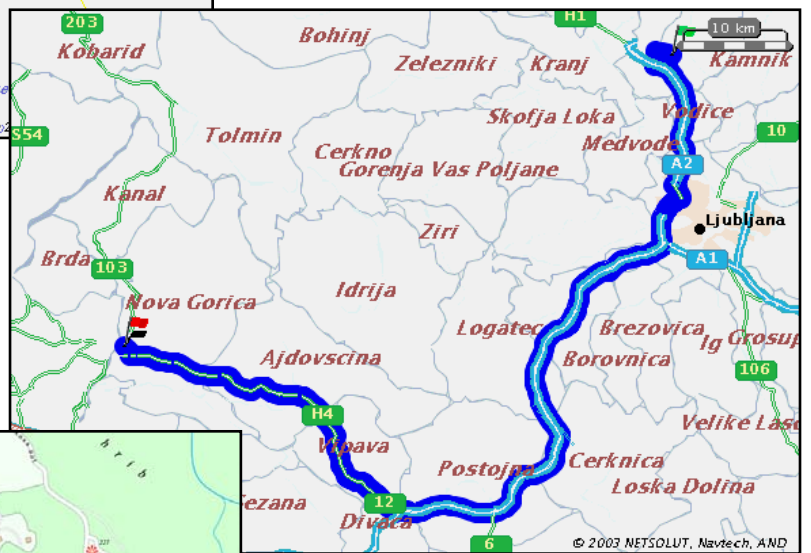 203
H1
10 km
Kobarid
Bohinj
Zelezniki
Kranj
Kamnik
S54
Tolmin
Skofja Loka
Vodice
Medvode
10
Cerkno
Gorenja Vas Poljane
A2
Kanal
Ljubljana
Brda
103
Ziri
A1
Nova Gorica
Idrija
Logatec
Brezovica
Ig
Grosup
Ajdovscina
Borovnica
106
H4
Velike Lasc
Vipava
hrib
Postojna
Cerknica
Loska Dolina
ezana
12
Divaca
6
© 2003 NETSOLUT, Navtech, AND